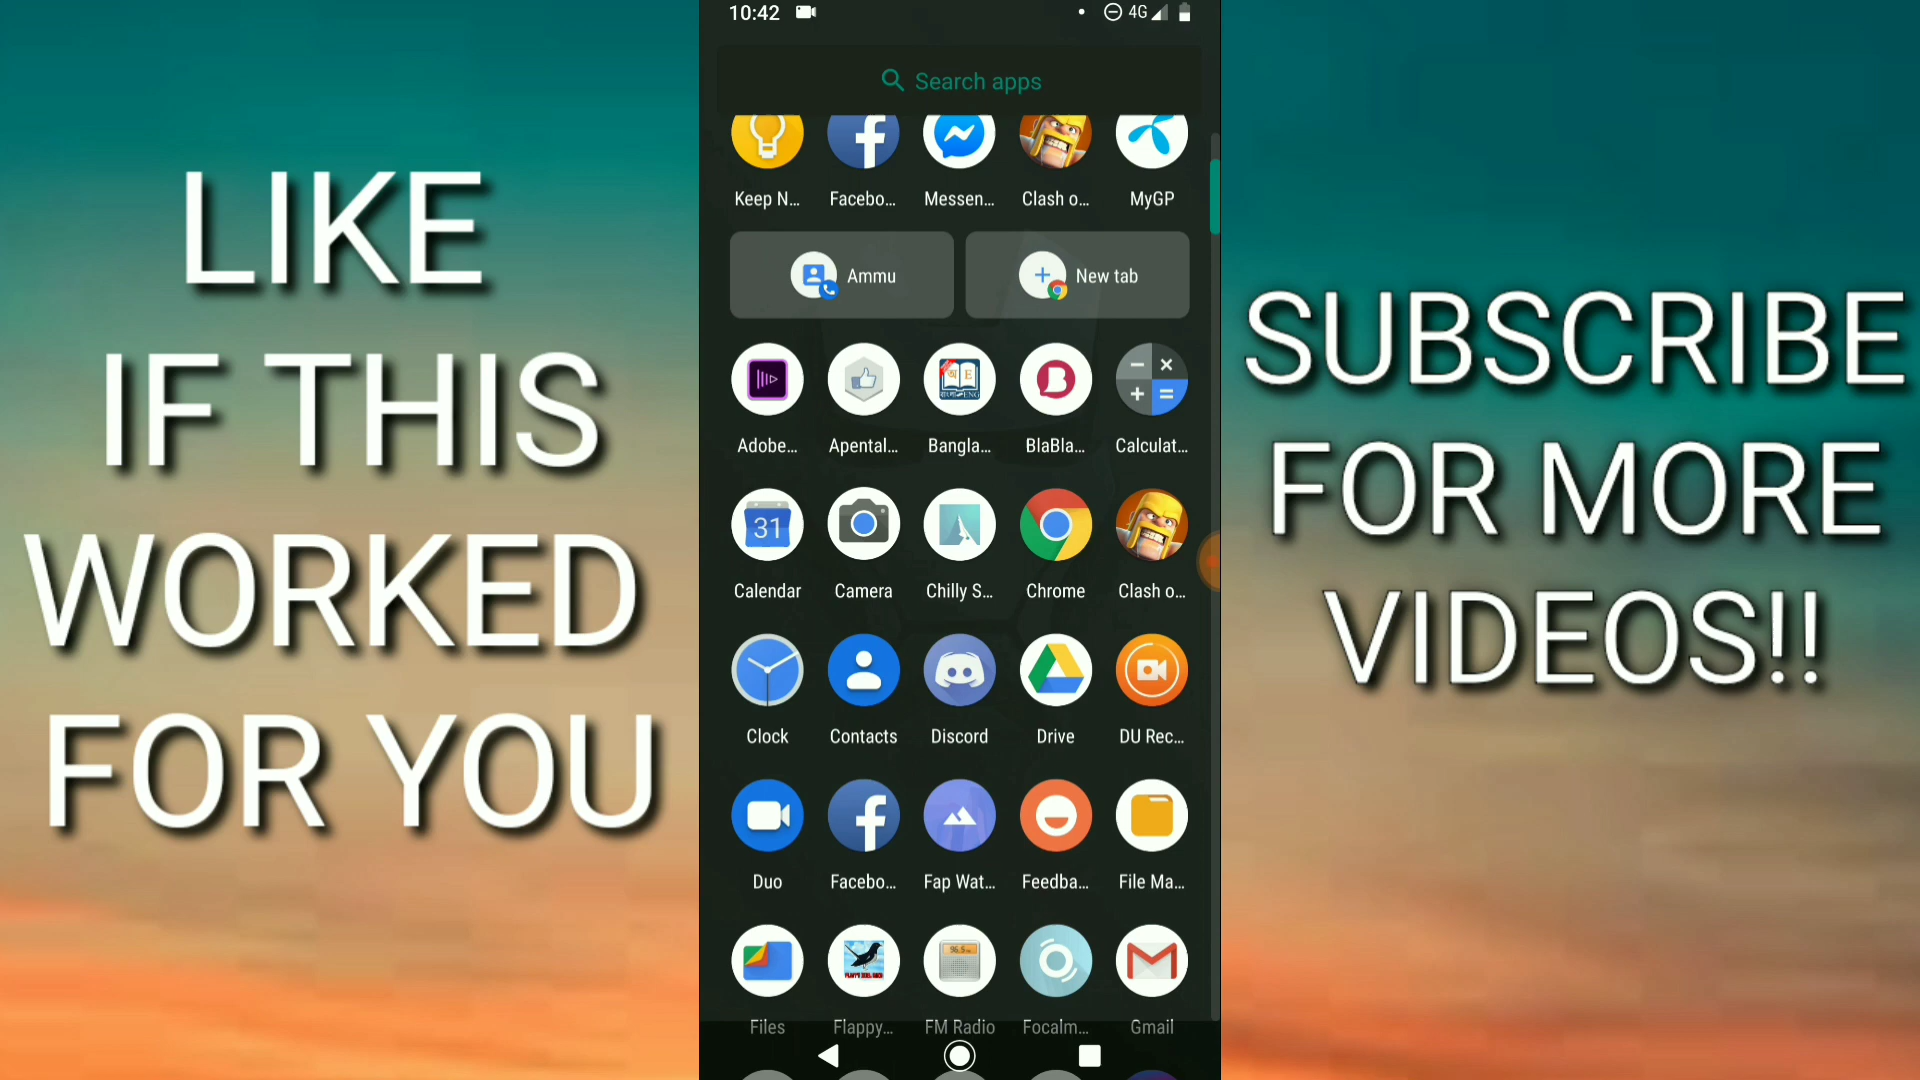 10:42
4G
Search apps
Keep N...
Facebo...
Messen...
Clash o...
MyGP
Ammu
New tab
Adobe...
Apental...
Bangla...
BlaBla...
Calculat...
31
Calendar
Camera
Chilly S...
Chrome
Clash o...
Clock
Contacts
Discord
Drive
DU Rec...
Duo
Facebo...
Fap Wat...
Feedba...
File Ma...
Files
Flappy...
FM Radio
Focalm...
Gmail
LIKE
IF THIS
WORKED
FOR YOU
SUBSCRIBE
FOR MORE
VIDEOS!!